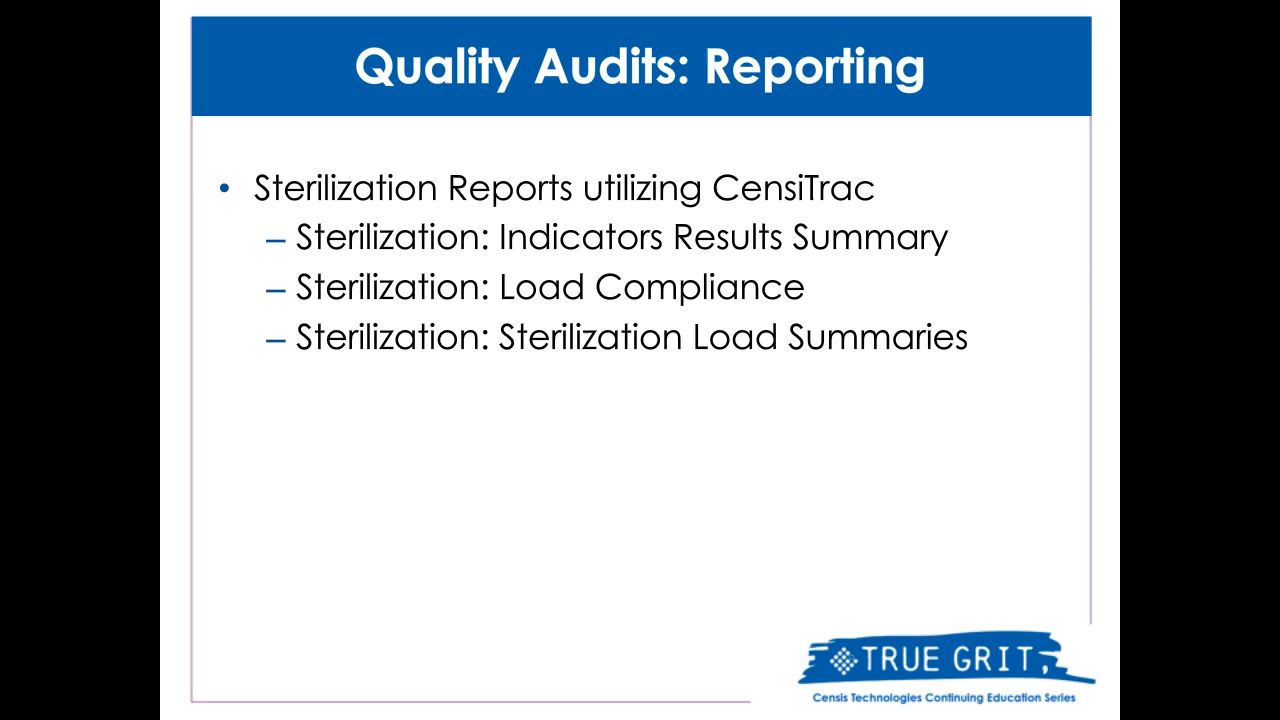 Quality Audits: Reporting
• Sterilization Reports utilizing CensiTrac
– Sterilization: Indicators Results Summary
– Sterilization: Load Compliance
– Sterilization: Sterilization Load Summaries
TRUE GRIT
Censis Technologies Continuing Education Series